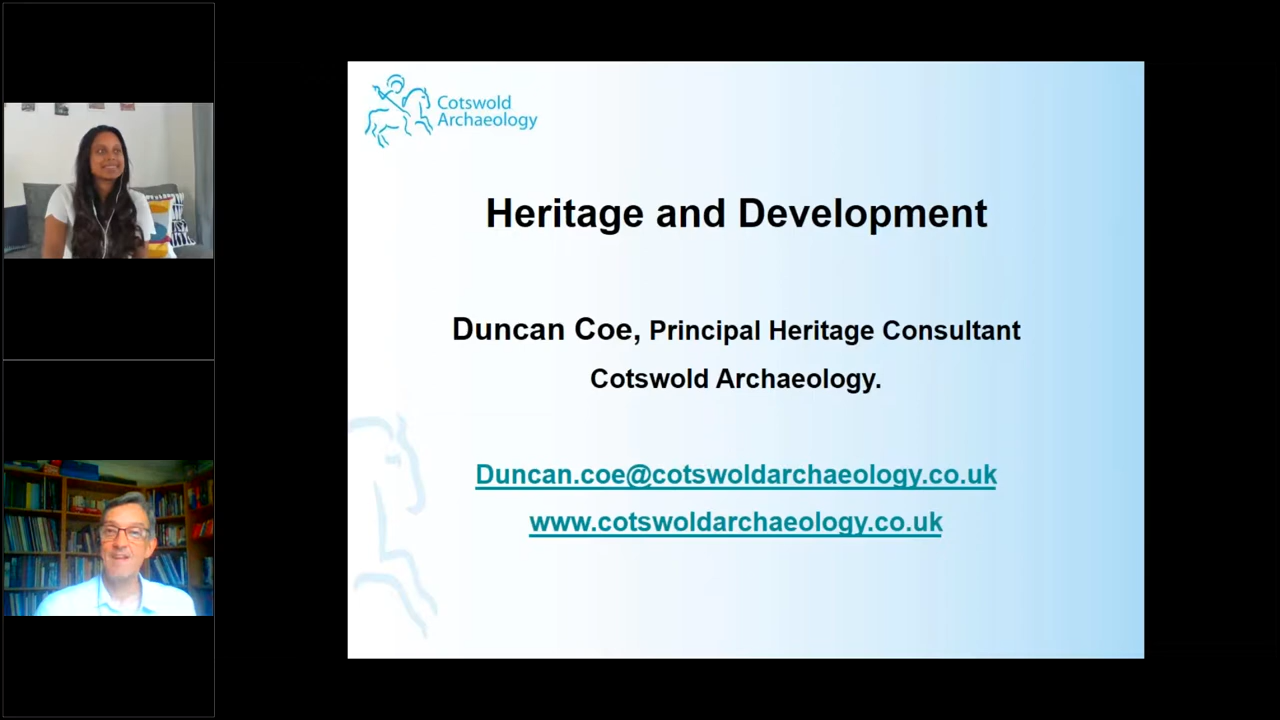 Cotswold
Archaeology
Heritage and Development
Duncan Coe, Principal Heritage Consultant
Cotswold Archaeology.
Duncan.coe@cotswoldarchaeology.co.uk
www.cotswoldarchaeology.co.uk